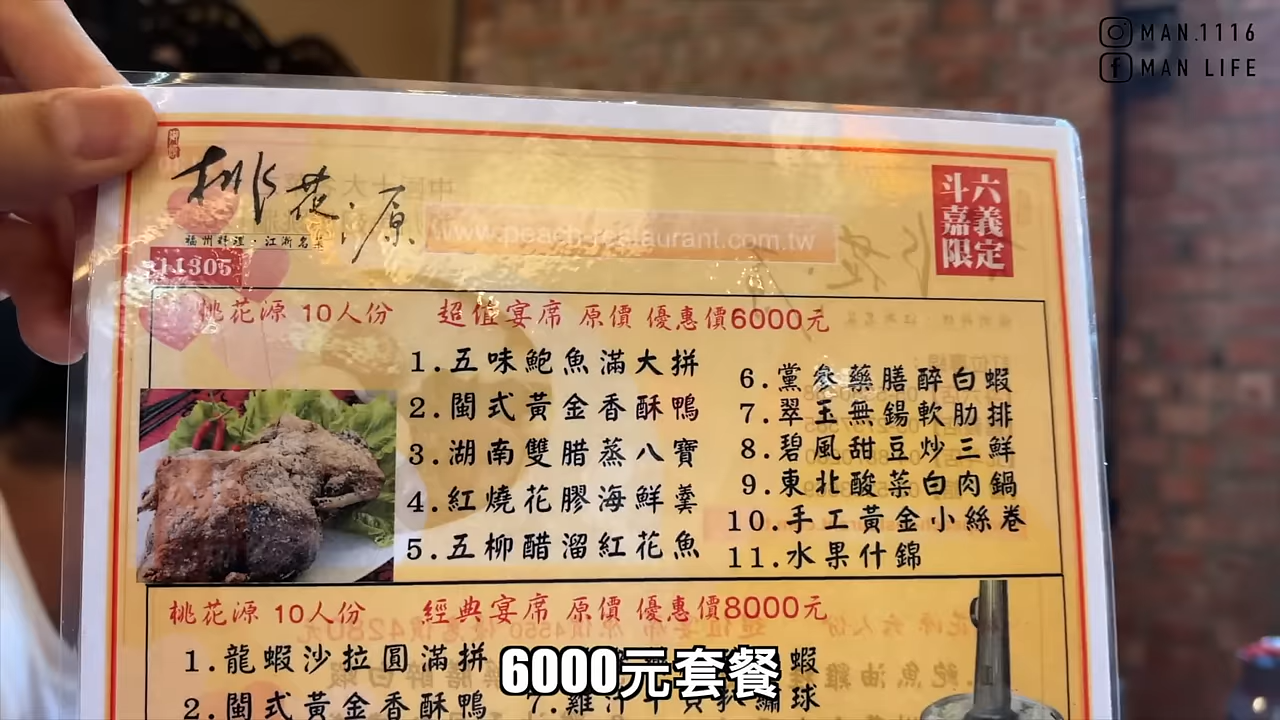 MAN.1116
MAN LIFE
桃花源
福州料理·江浙名菜
11305
www.peach-restaurant.com.tw
斗六
嘉義
限定
桃花源 10人份 超值宴席 原價 優惠價6000元
1.五味鮑魚滿大拼
2.閩式黃金香酥鴨
3.湖南雙腊蒸八寶
4.紅燒花膠海鮮羹
5.五柳醋溜紅花魚
6.黨參藥膳醉白蝦
7.翠玉無錫軟肋排
8.碧風甜豆炒三鮮
9.東北酸菜白肉鍋
10.手工黃金小絲卷
11.水果什錦
桃花源 10人份 經典宴席 原價 優惠價8000元
1.龍蝦沙拉圓滿拼
2.閩式黃金香酥鴨
蝦
球
6000元套餐